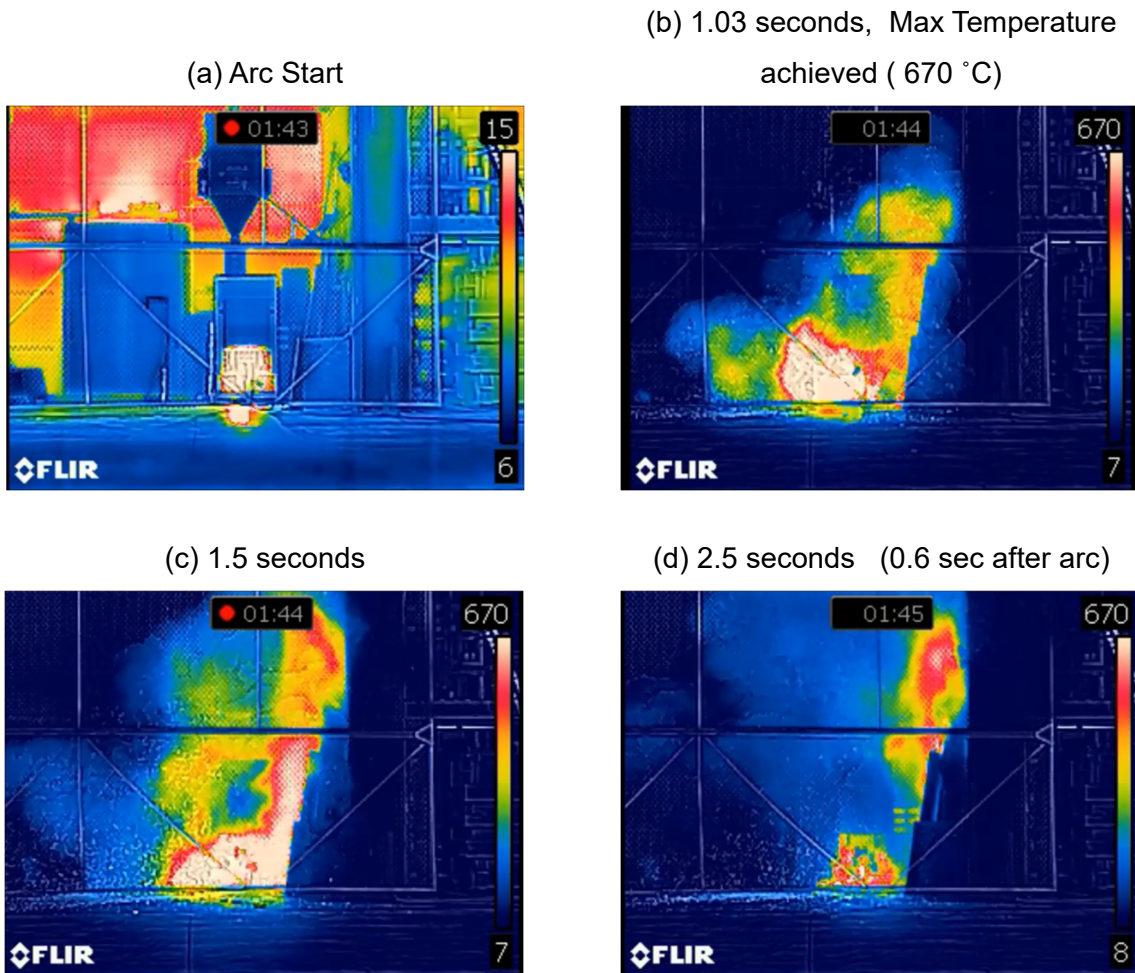 (a) Arc Start
(b) 1.03 seconds,  Max Temperature
achieved ( 670 ˚C)
01:43
15
FLIR
6
01:44
670
FLIR
7
(c) 1.5 seconds
(d) 2.5 seconds   (0.6 sec after arc)
01:44
670
FLIR
7
01:45
670
FLIR
8